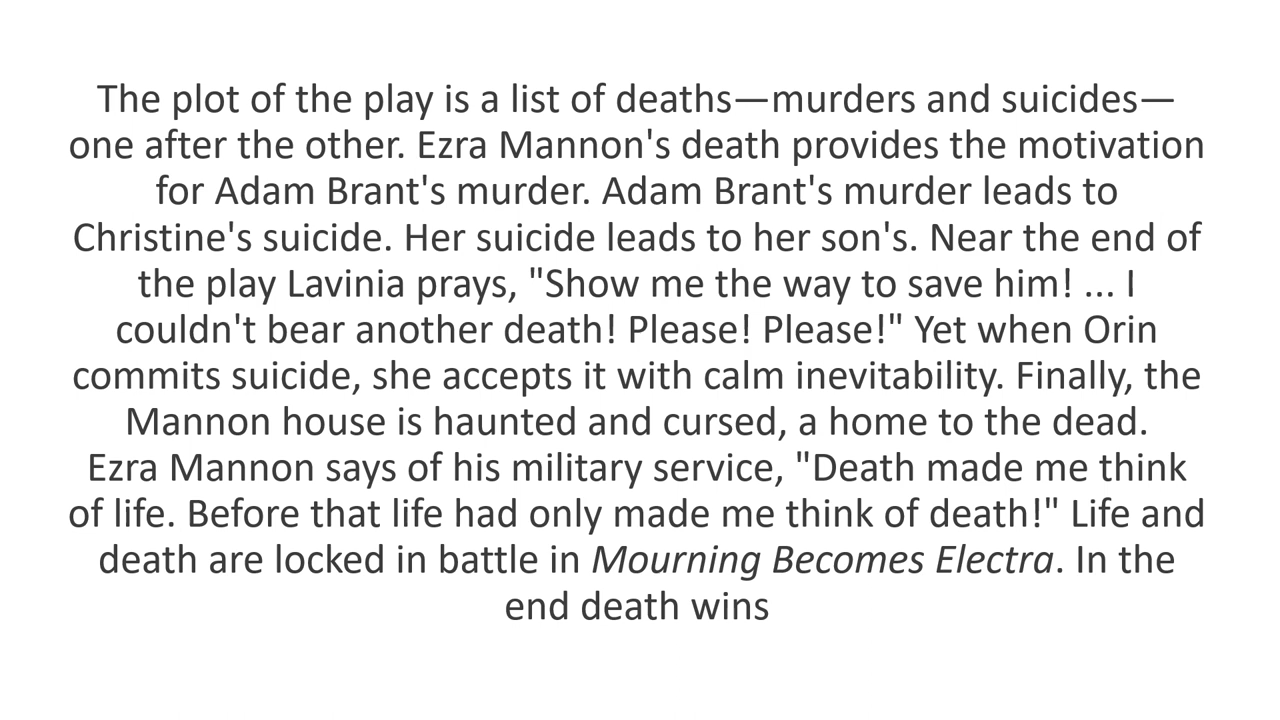 The plot of the play is a list of deaths—murders and suicides—
one after the other. Ezra Mannon's death provides the motivation
for Adam Brant's murder. Adam Brant's murder leads to
Christine's suicide. Her suicide leads to her son's. Near the end of
the play Lavinia prays, "Show me the way to save him! ... I
couldn't bear another death! Please! Please!" Yet when Orin
commits suicide, she accepts it with calm inevitability. Finally, the
Mannon house is haunted and cursed, a home to the dead.
Ezra Mannon says of his military service, "Death made me think
of life. Before that life had only made me think of death!" Life and
death are locked in battle in Mourning Becomes Electra. In the
end death wins